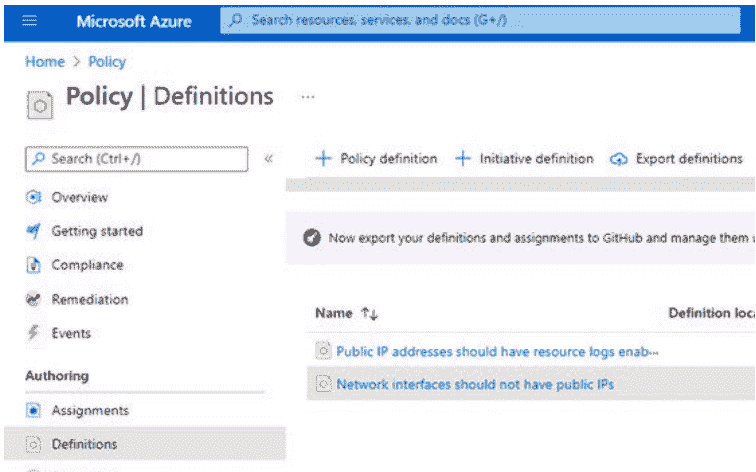 Microsoft Azure
Search resources, services, and docs (G+/)
Home > Policy
Policy | Definitions ...
Search (Ctrl+/)
«
Policy definition
Initiative definition
Export definitions
Overview
Getting started
Compliance
Remediation
Events
Authoring
Assignments
Definitions
Now export your definitions and assignments to GitHub and manage them u
Name ↑↓
Definition loc
Public IP addresses should have resource logs enab...
Network interfaces should not have public IPs